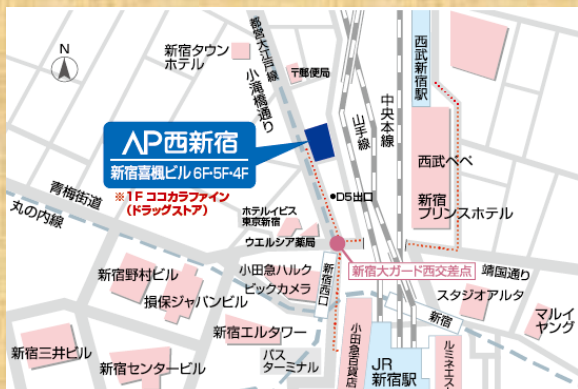 N
新宿タウン
ホテル
都営大江戸線
小滝橋通り
〒郵便局
山手線
中央本線
西武新宿駅
AP西新宿
新宿喜楓ビル 6F・5F・4F
※1F ココカラファイン
（ドラッグストア）
西武ペペ
新宿
プリンスホテル
青梅街道
丸の内線
●D5出口
ホテルイビス
東京新宿
ウエルシア薬局
新宿大ガード西交差点
靖国通り
新宿野村ビル
損保ジャパンビル
小田急ハルク
ビックカメラ
新宿西口
スタジオアルタ
新宿
マルイ
ヤング
新宿三井ビル
新宿センタービル
新宿エルタワー
バス
ターミナル
小田急百貨店
JR
新宿駅
ルミネエス